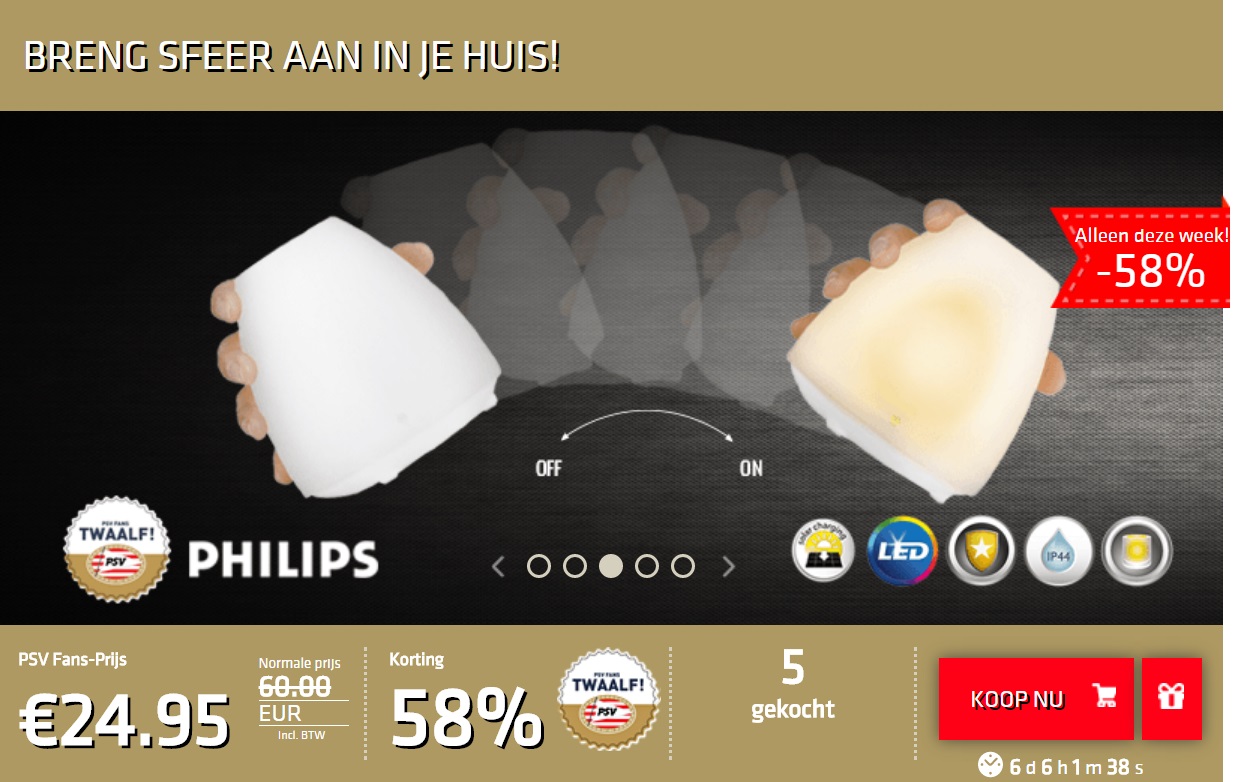 BRENG SFEER AAN IN JE HUIS!
Alleen deze week!
-58%
OFF
ON
PSV FANS
TWAALF!
PSV
PHILIPS
solar charging
LED
IP44
PSV Fans-Prijs
€24.95
Normale prijs
60.00
EUR
Incl. BTW
Korting
58%
PSV FANS
TWAALF!
PSV
5
gekocht
KOOP NU
6 d 6 h 1 m 38 s